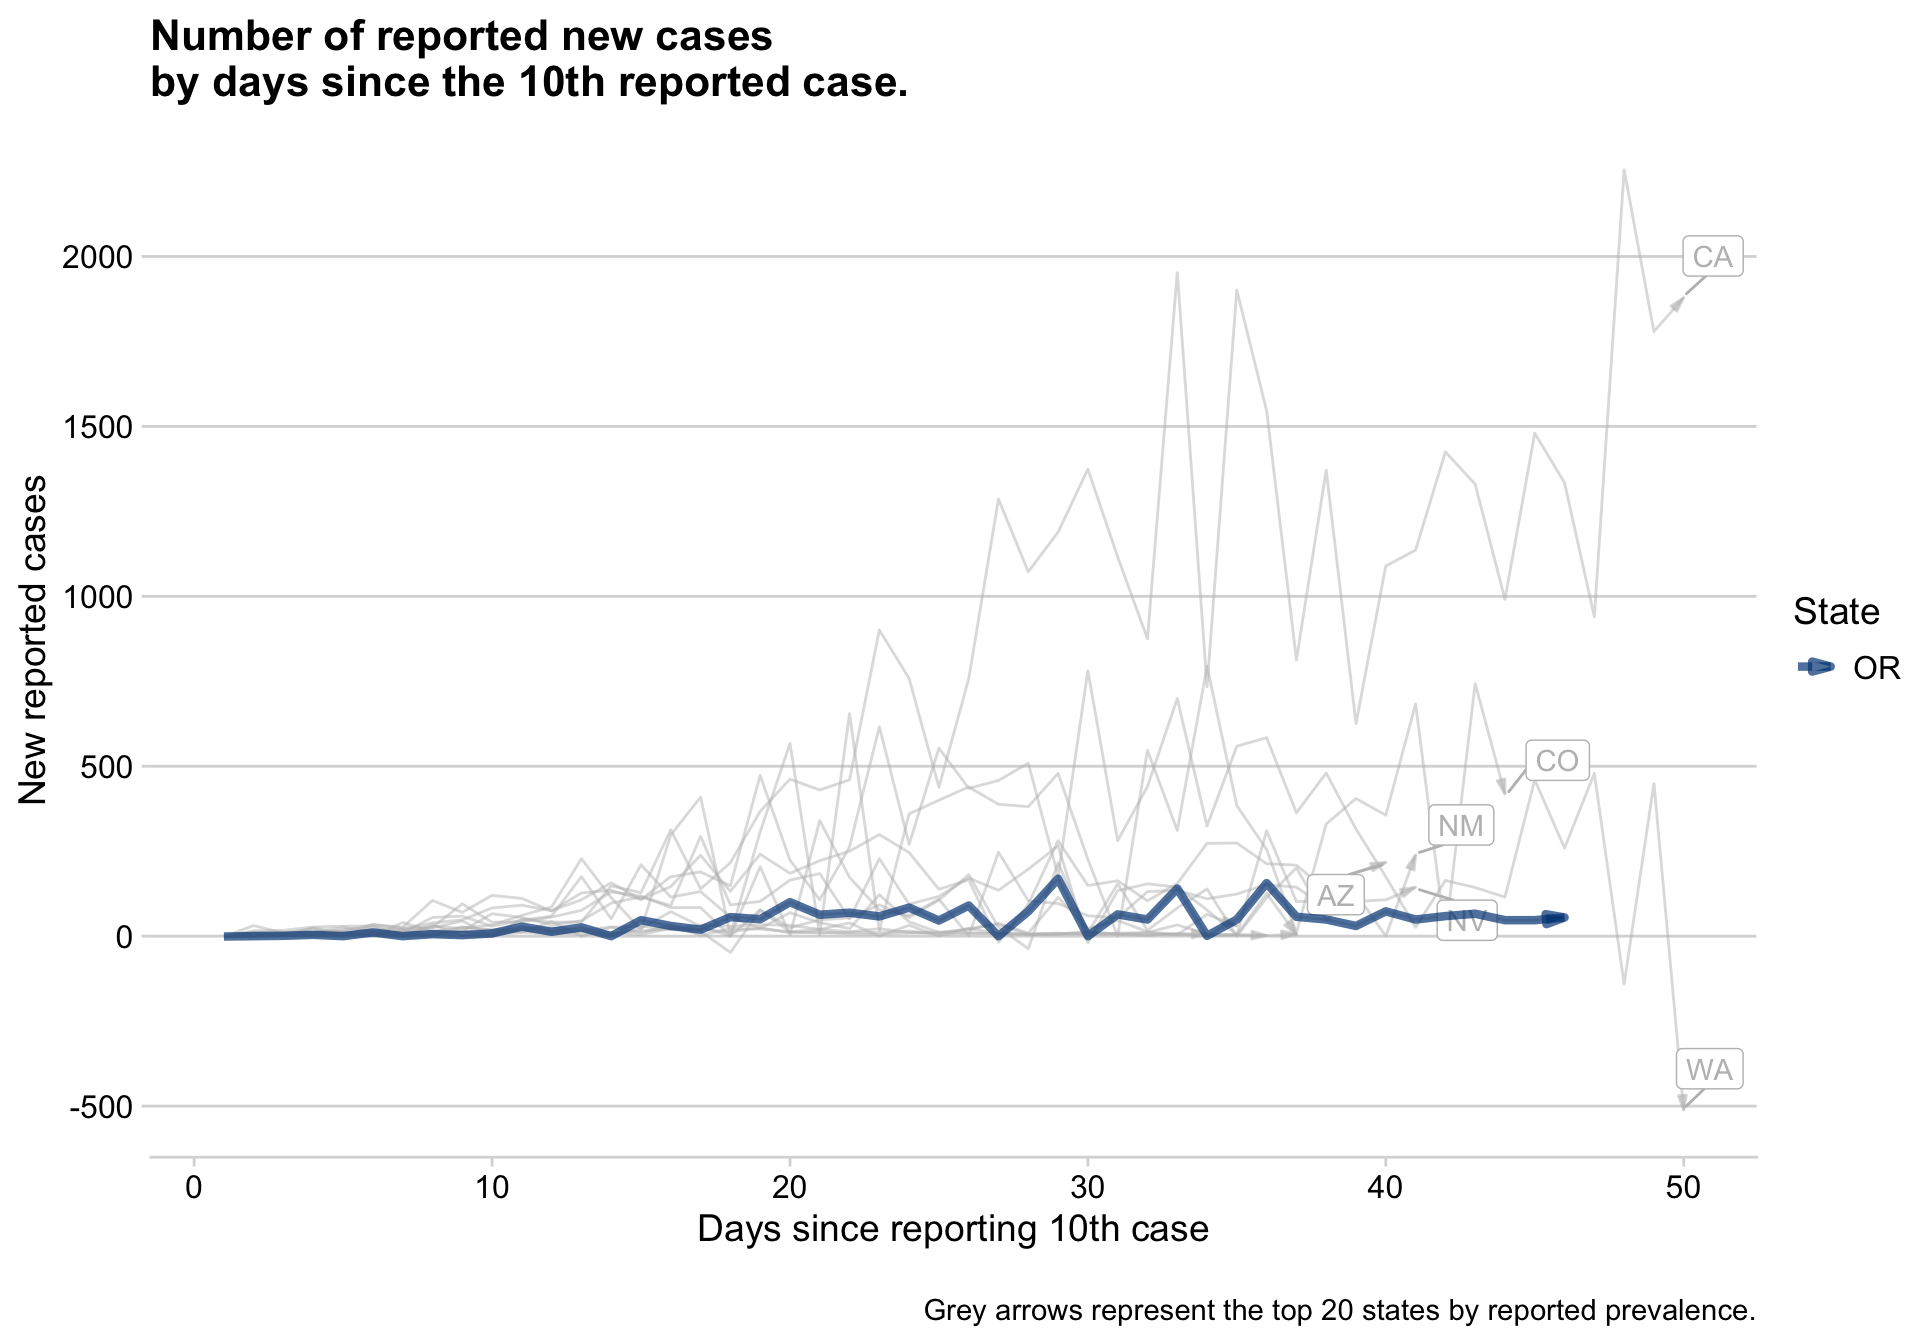 Number of reported new cases
by days since the 10th reported case.
New reported cases
2000
1500
1000
500
0
-500
CA
CO
NM
AZ
NV
WA
State
OR
0 10 20 30 40 50
Days since reporting 10th case
Grey arrows represent the top 20 states by reported prevalence.